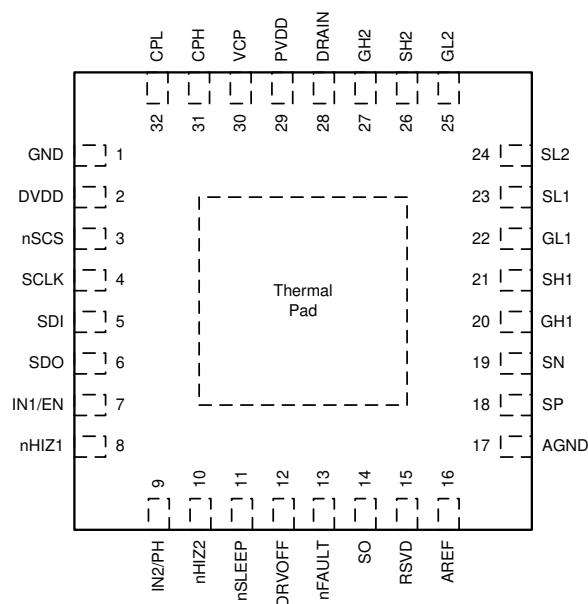 CPL CPH VCP PVDD DRAIN GH2 SH2 GL2
32 31 30 29 28 27 26 25
GND 1 24 SL2
DVDD 2 23 SL1
nSCS 3 22 GL1
SCLK 4 21 SH1
SDI 5 20 GH1
SDO 6 19 SN
IN1/EN 7 18 SP
nHIZ1 8 17 AGND
Thermal
Pad
9 10 11 12 13 14 15 16
IN2/PH nHIZ2 nSLEEP DRVOFF nFAULT SO RSVD AREF